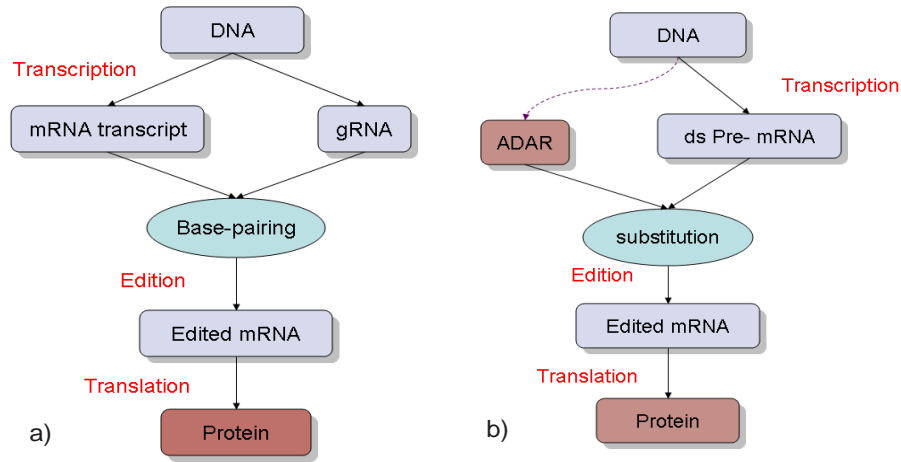 DNA
Transcription
mRNA transcript
gRNA
Base-pairing
Edition
Edited mRNA
Translation
Protein
a)
DNA
Transcription
ADAR
ds Pre- mRNA
substitution
Edition
Edited mRNA
Translation
Protein
b)